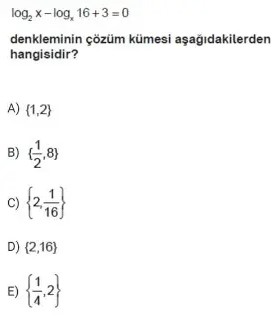 log₂ x – logₓ 16 + 3 = 0
denkleminin çözüm kümesi aşağıdakilerden
hangisidir?
A) {1,2}
B) {1/2,8}
C) {2,1/16}
D) {2,16}
E) {1/4,2}